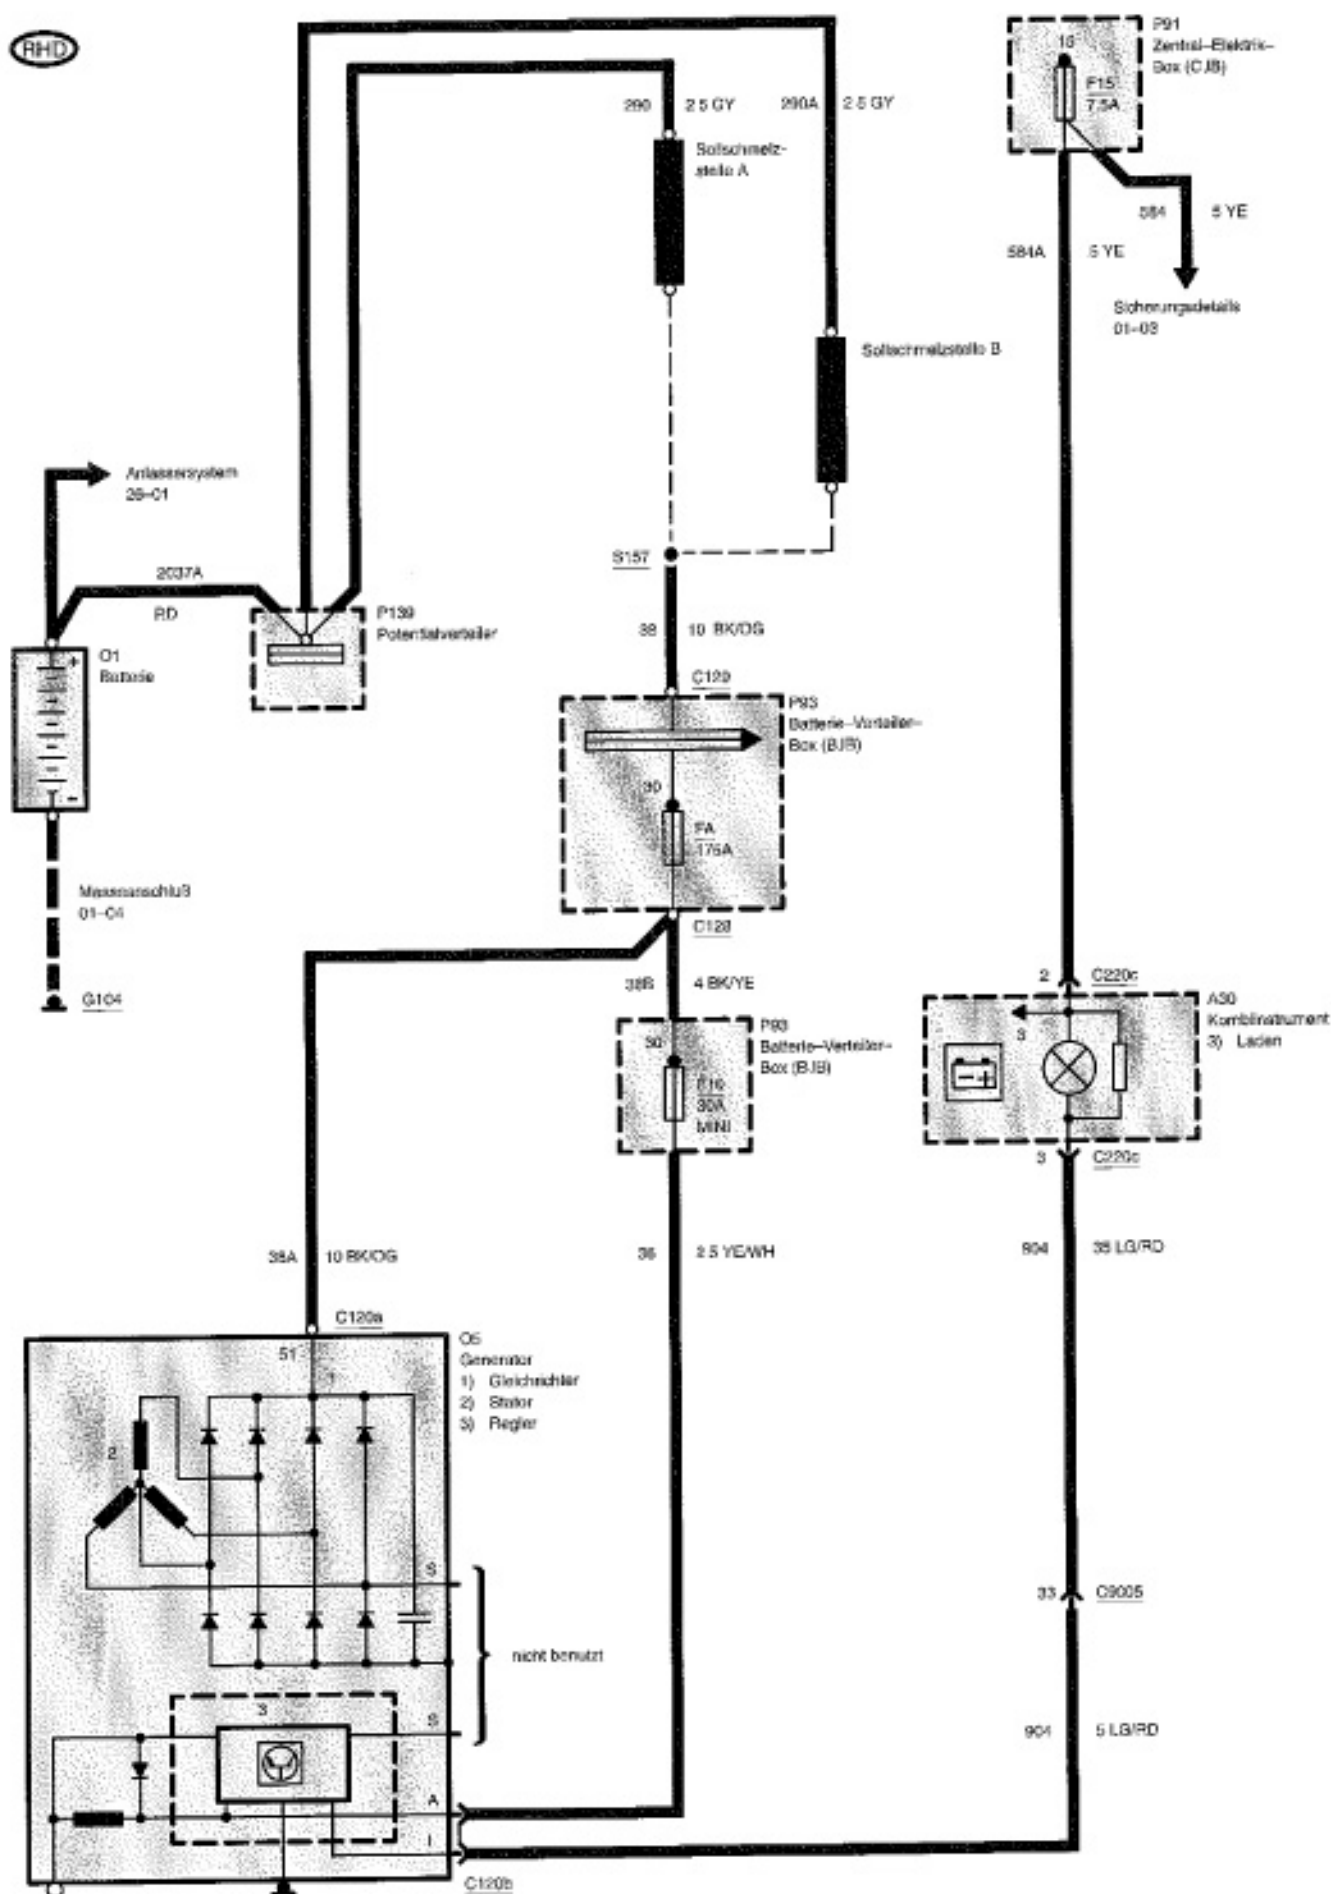 RHD
290
2 5 GY
290A
2 5 GY
Sollschmelz-
stelle A
Sollschmelzstelle B
P91
Zentral-Elektrik-
Box (CJB)
15
F15
7,5A
584
5 YE
584A
.5 YE
Sicherungsdetails
01-03
Anlassersystem
26-01
2037A
RD
P139
Potentialverteiler
O1
Batterie
+
-
Massenanschluß
01-04
G104
S157
38
10 BK/OG
C129
P93
Batterie-Verteiler-
Box (BJB)
30
FA
175A
C128
38B
4 BK/YE
P93
Batterie-Verteiler-
Box (BJB)
30
30A
MINI
2
C220c
A30
Kombiinstrument
3) Laden
3
- +
3
C220c
904
35 LG/RD
38A
10 BK/OG
36
2 5 YE/WH
C120a
51
1
O5
Generator
1) Gleichrichter
2) Stator
3) Regler
2
S
nicht benutzt
33
C9005
3
S
904
5 LG/RD
A
I
C120b